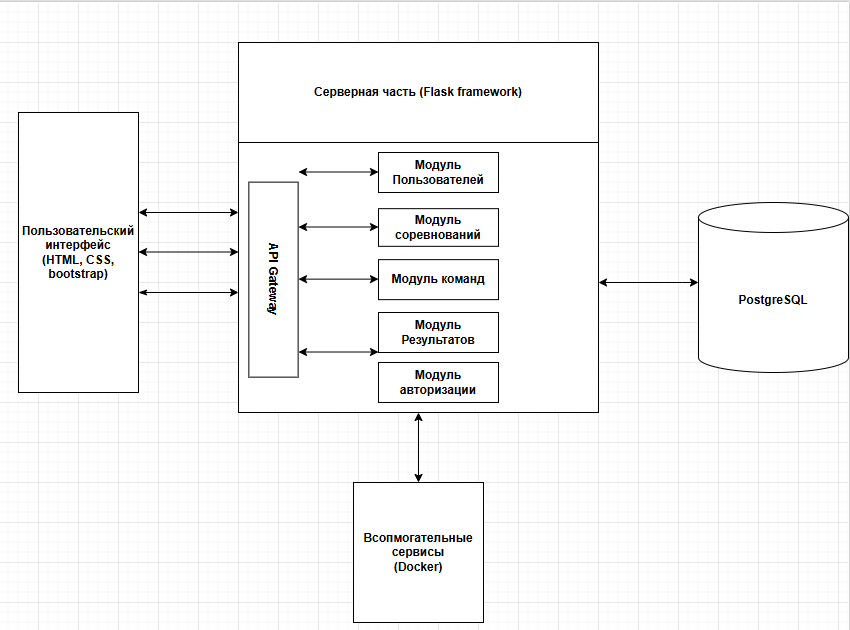 Серверная часть (Flask framework)
Пользовательский
интерфейс
(HTML, CSS,
bootstrap)
API Gateway
Модуль
Пользователей
Модуль
соревнований
Модуль команд
Модуль
Результатов
Модуль
авторизации
PostgreSQL
Всопмогательные
сервисы
(Docker)